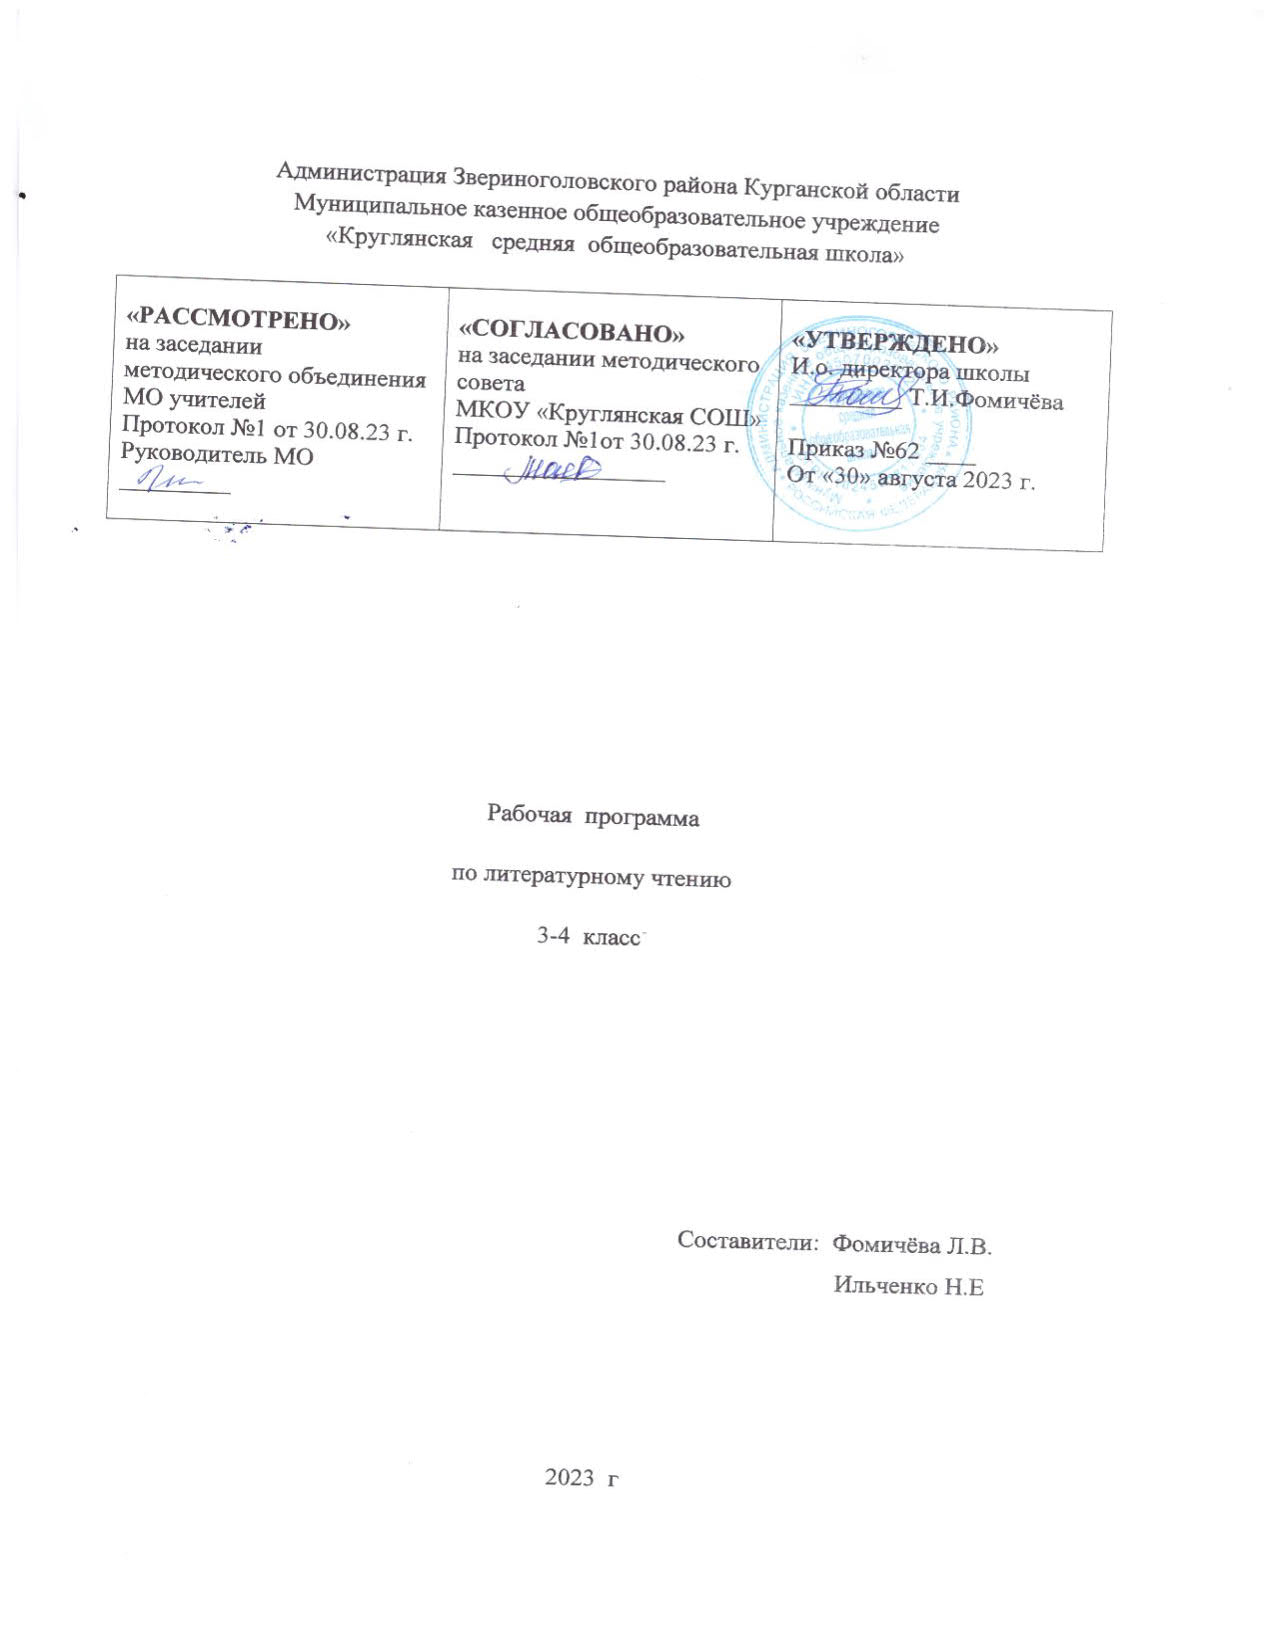 Администрация Звериноголовского района Курганской области
Муниципальное казенное общеобразовательное учреждение
«Круглянская средняя общеобразовательная школа»
«РАССМОТРЕНО»
на заседании
методического объединения
МО учителей
Протокол №1 от 30.08.23 г.
Руководитель МО
«СОГЛАСОВАНО»
на заседании методического
совета
МКОУ «Круглянская СОШ»
Протокол №1от 30.08.23 г.
«УТВЕРЖДЕНО»
И.о. директора школы
Т.И.Фомичёва
Приказ №62 ____
От «30» августа 2023 г.
Рабочая программа
по литературному чтению
3-4 класс
Составители: Фомичёва Л.В.
Ильченко Н.Е
2023 г